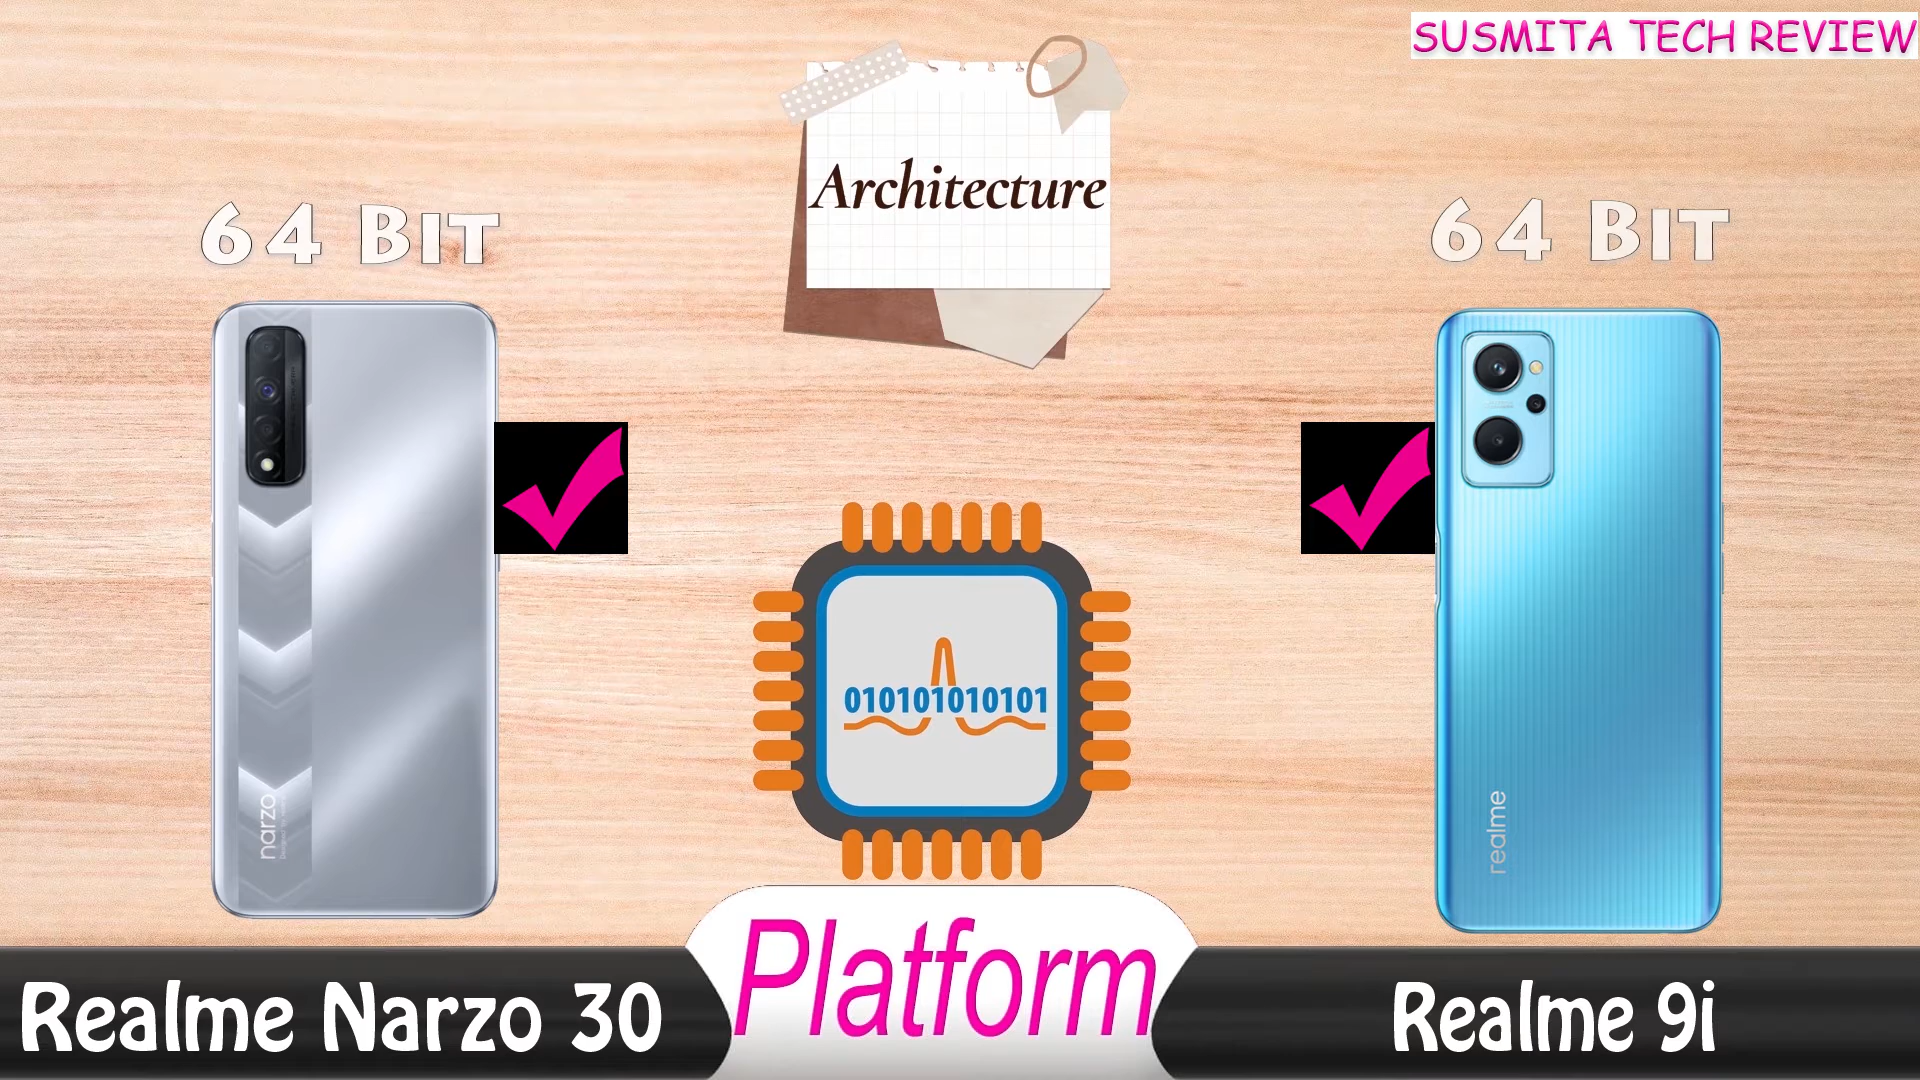 SUSMITA TECH REVIEW
Architecture
64 BIT
64 BIT
010101010101
narzo
realme
Realme Narzo 30
Platform
Realme 9i